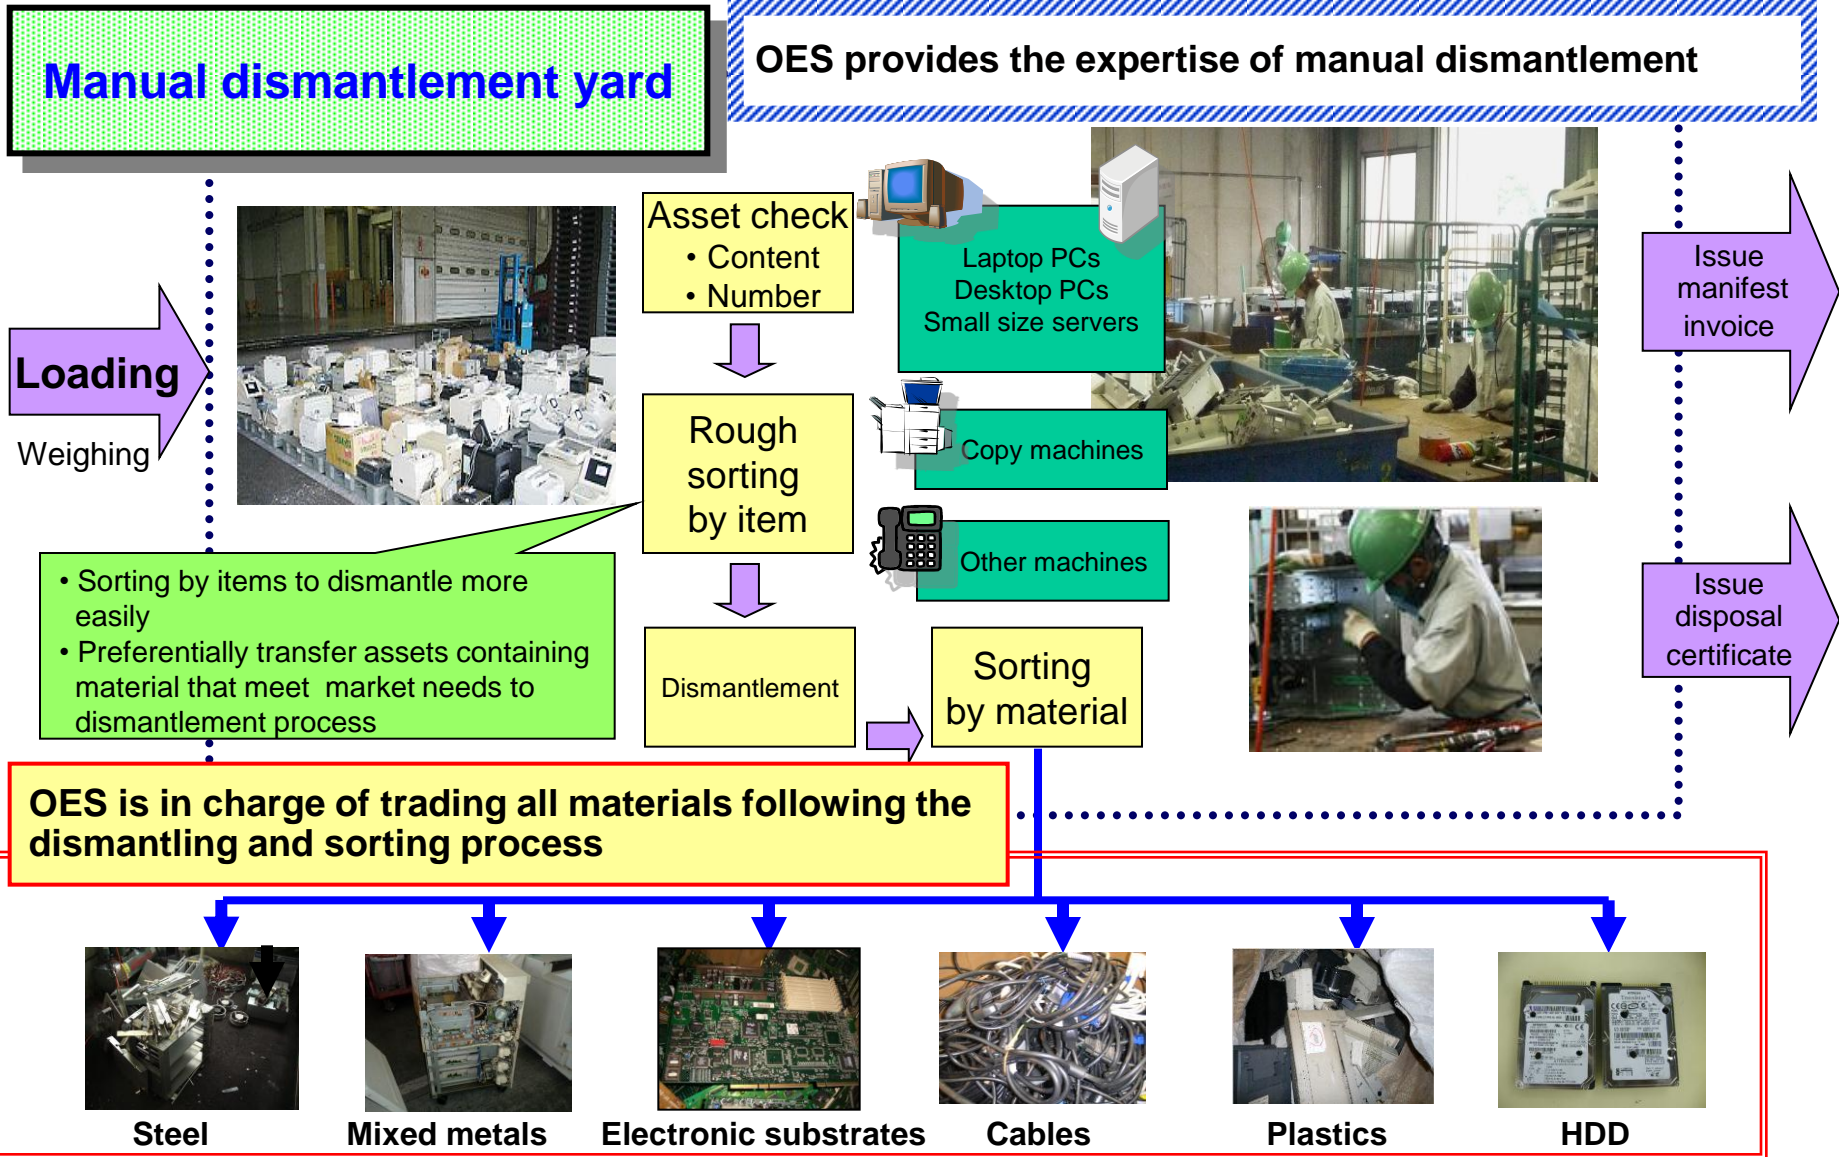 Manual dismantlement yard
OES provides the expertise of manual dismantlement
Loading
Weighing
Asset check
• Content
• Number
Rough
sorting
by item
Dismantlement
Sorting
by material
Laptop PCs
Desktop PCs
Small size servers
Copy machines
Other machines
• Sorting by items to dismantle more
easily
• Preferentially transfer assets containing
material that meet market needs to
dismantlement process
Issue
manifest
invoice
Issue
disposal
certificate
OES is in charge of trading all materials following the
dismantling and sorting process
Steel
Mixed metals
Electronic substrates
Cables
Plastics
HDD